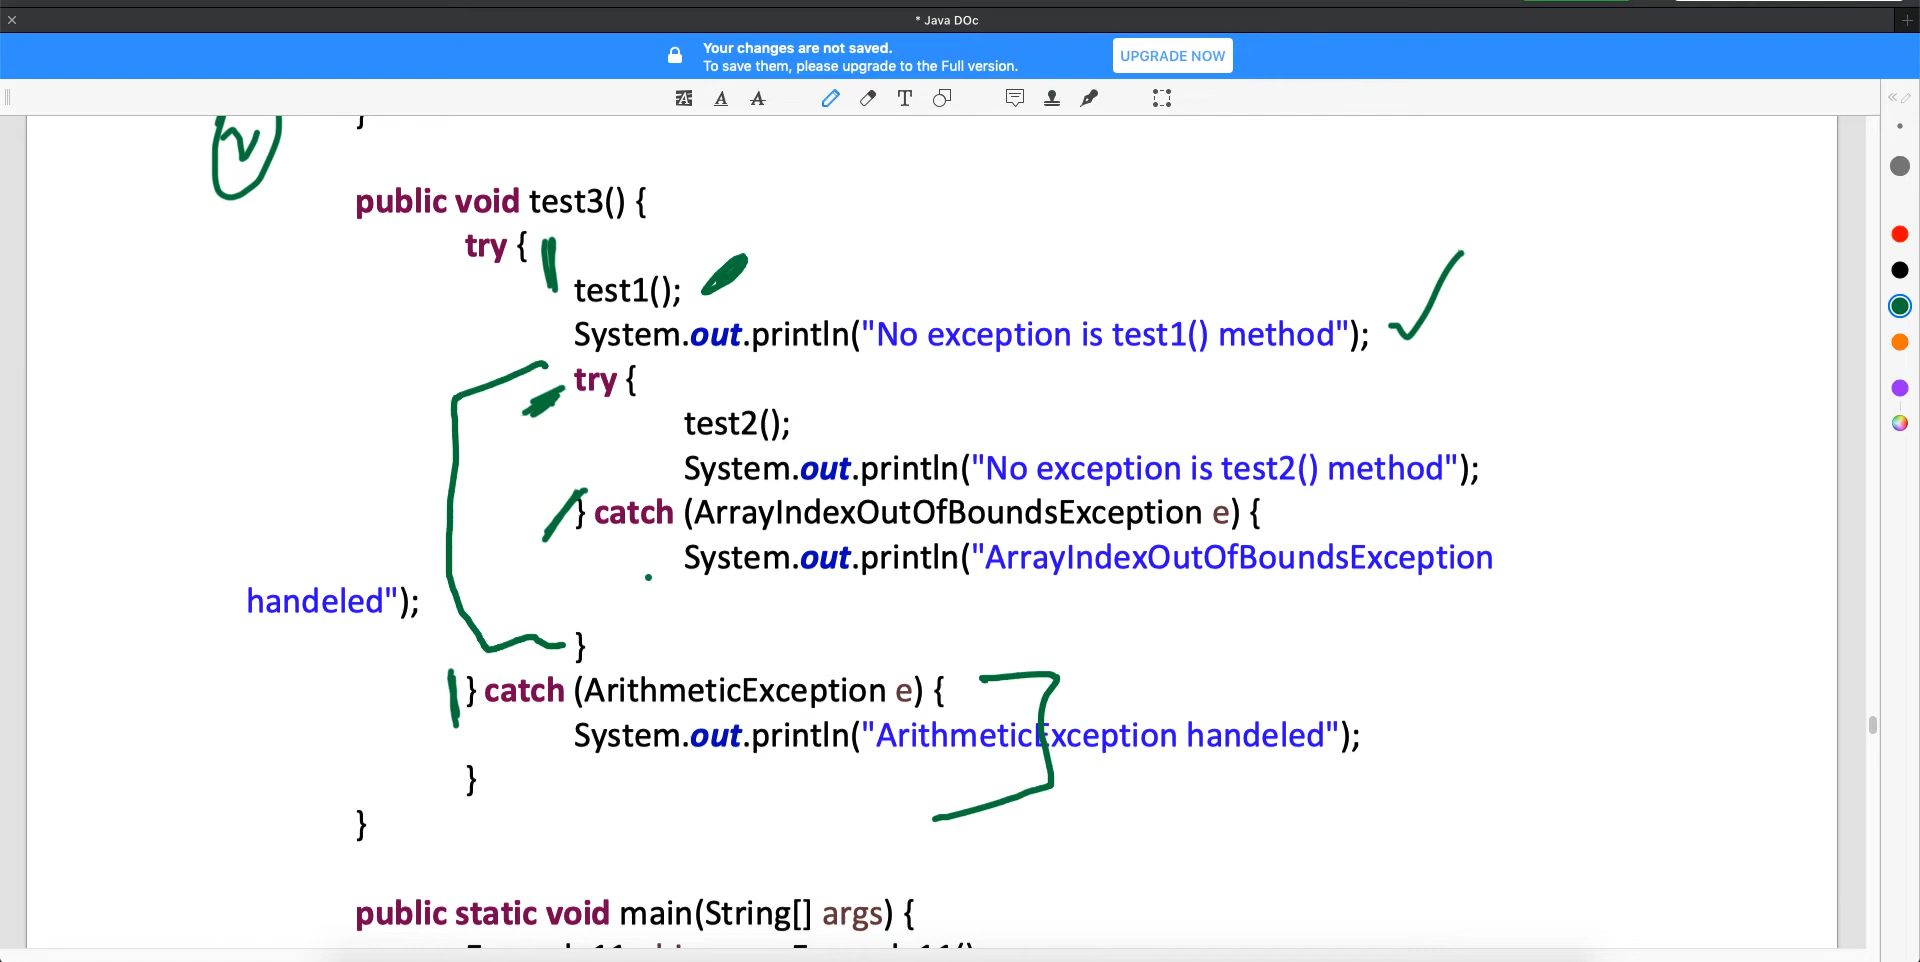 * Java DOc
Your changes are not saved.
To save them, please upgrade to the Full version.
UPGRADE NOW
}
public void test3() {
try {
test1();
System.out.println("No exception is test1() method");
try {
test2();
System.out.println("No exception is test2() method");
} catch (ArrayIndexOutOfBoundsException e) {
System.out.println("ArrayIndexOutOfBoundsException
handeled");
}
} catch (ArithmeticException e) {
System.out.println("ArithmeticException handeled");
}
}
public static void main(String[] args) {